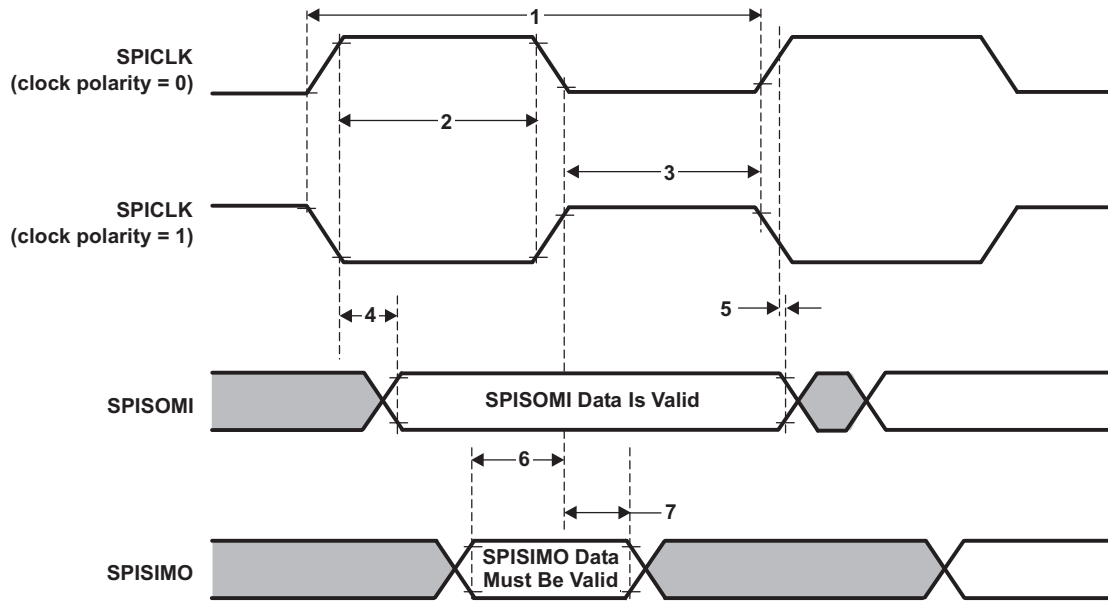 1
SPICLK
(clock polarity = 0)
2
3
SPICLK
(clock polarity = 1)
4
5
SPISOMI
SPISOMI Data Is Valid
6
7
SPISIMO
SPISIMO Data
Must Be Valid